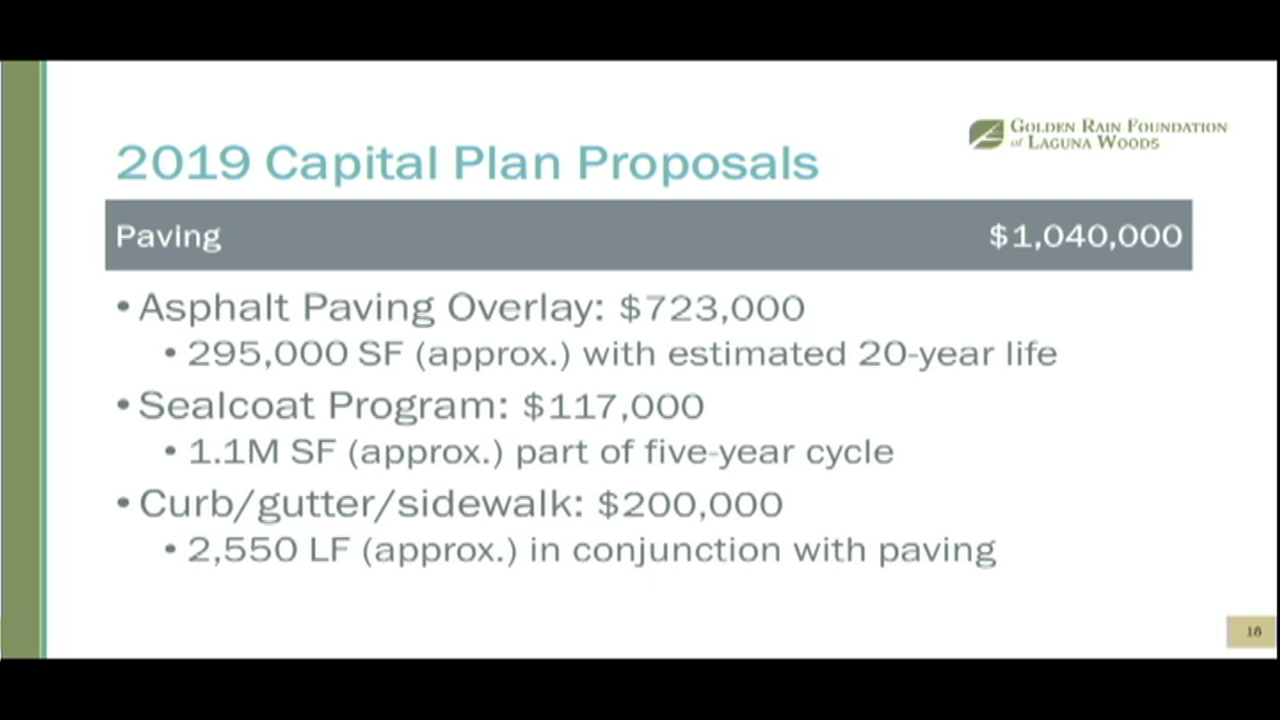 GOLDEN RAIN FOUNDATION
of LAGUNA WOODS
2019 Capital Plan Proposals
Paving $1,040,000
• Asphalt Paving Overlay: $723,000
• 295,000 SF (approx.) with estimated 20-year life
• Sealcoat Program: $117,000
• 1.1M SF (approx.) part of five-year cycle
• Curb/gutter/sidewalk: $200,000
• 2,550 LF (approx.) in conjunction with paving